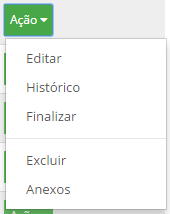 Ação
Editar
Histórico
Finalizar
Excluir
Anexos